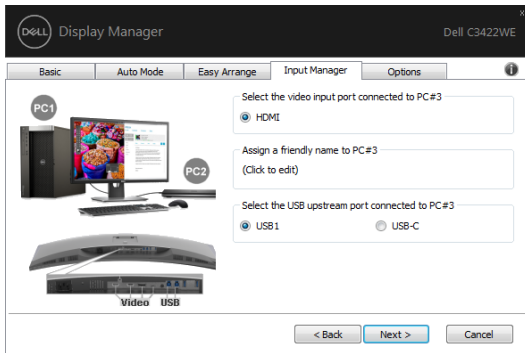 DELL Display Manager
Dell C3422WE
Basic Auto Mode Easy Arrange Input Manager Options
Select the video input port connected to PC#3
HDMI
Assign a friendly name to PC#3
(Click to edit)
Select the USB upstream port connected to PC#3
USB1 USB-C
PC1
PC2
Video USB
< Back Next > Cancel